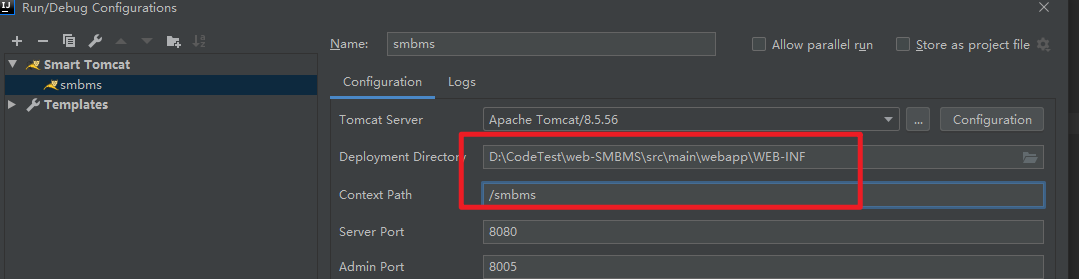 IJ Run/Debug Configurations
Name: smbms Allow parallel run Store as project file
Smart Tomcat
smbms
Templates
Configuration Logs
Tomcat Server Apache Tomcat/8.5.56 ... Configuration
Deployment Directory D:\CodeTest\web-SMBMS\src\main\webapp\WEB-INF
Context Path /smbms
Server Port 8080
Admin Port 8005